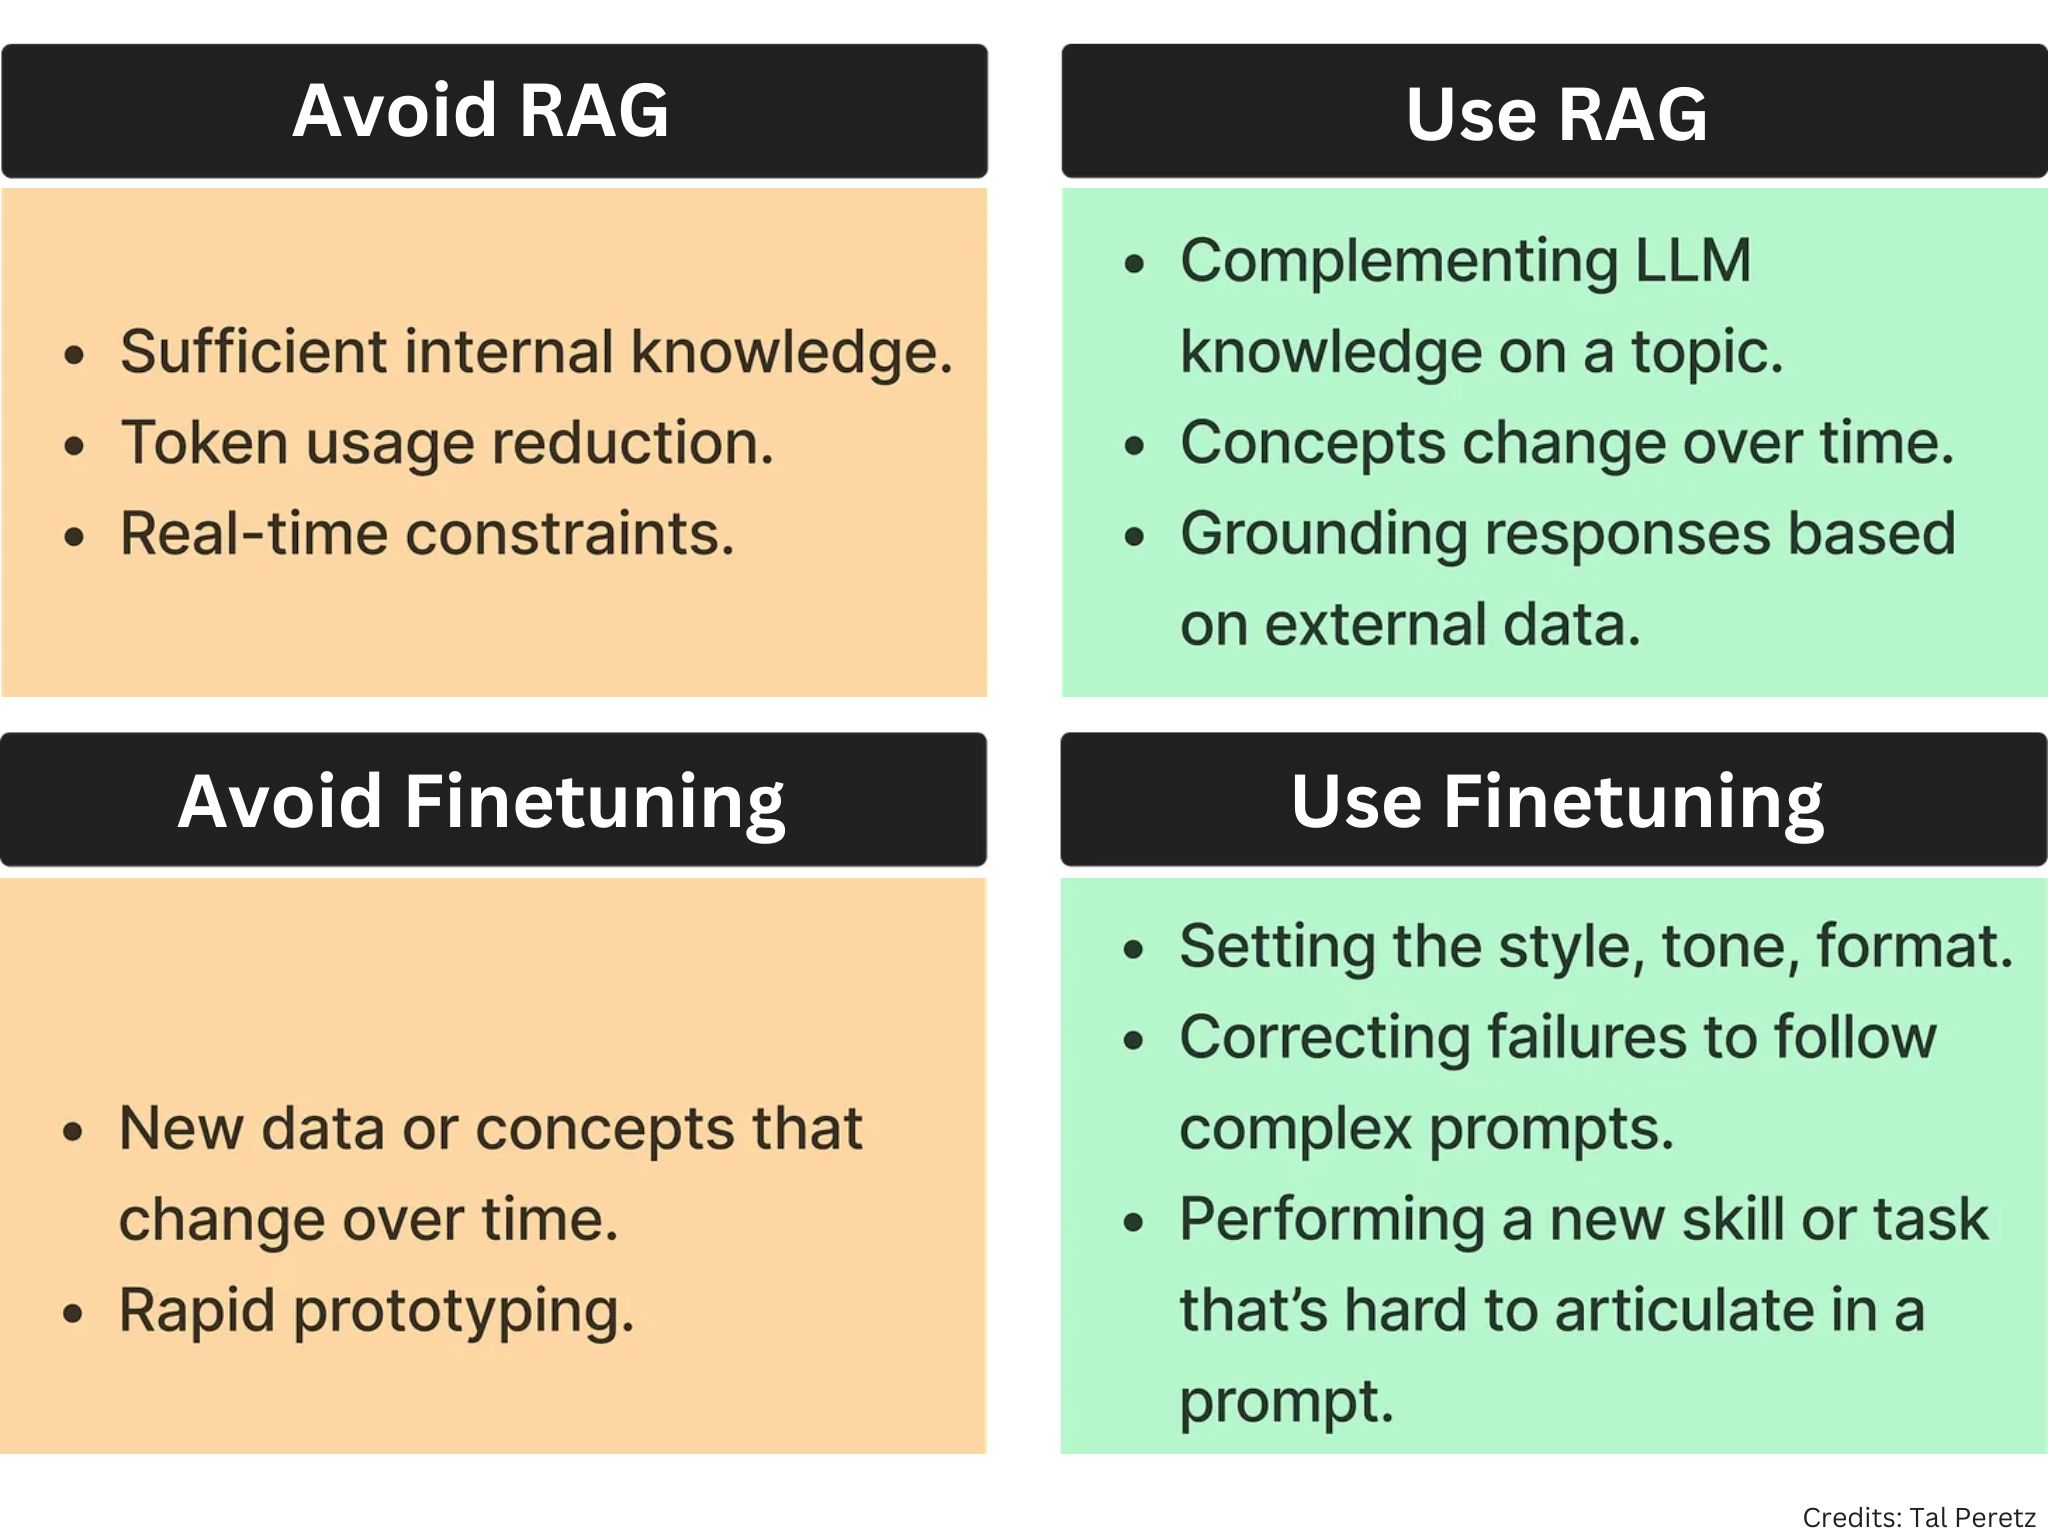 Avoid RAG
• Sufficient internal knowledge.
• Token usage reduction.
• Real-time constraints.
Use RAG
• Complementing LLM
knowledge on a topic.
• Concepts change over time.
• Grounding responses based
on external data.
Avoid Finetuning
• New data or concepts that
change over time.
• Rapid prototyping.
Use Finetuning
• Setting the style, tone, format.
• Correcting failures to follow
complex prompts.
• Performing a new skill or task
that’s hard to articulate in a
prompt.
Credits: Tal Peretz